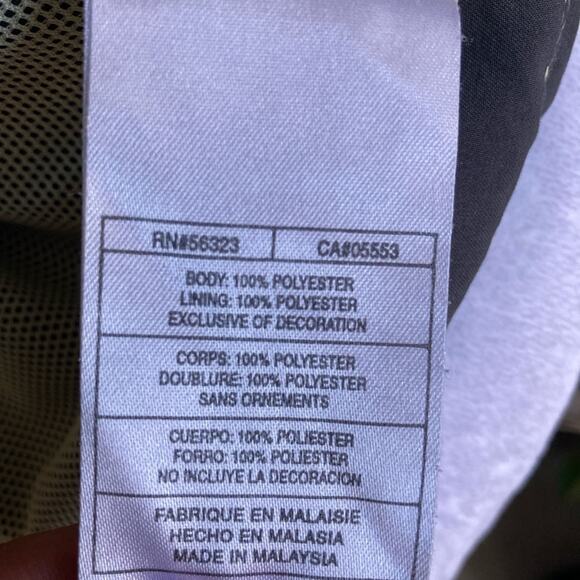 RN#56323 CA#05553
BODY: 100% POLYESTER
LINING: 100% POLYESTER
EXCLUSIVE OF DECORATION
CORPS: 100% POLYESTER
DOUBLURE: 100% POLYESTER
SANS ORNEMENTS
CUERPO: 100% POLIESTER
FORRO: 100% POLIESTER
NO INCLUYE LA DECORACION
FABRIQUE EN MALAISIE
HECHO EN MALASIA
MADE IN MALAYSIA